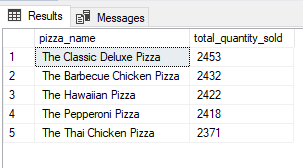 Results Messages
pizza_name total_quantity_sold
1 The Classic Deluxe Pizza 2453
2 The Barbecue Chicken Pizza 2432
3 The Hawaiian Pizza 2422
4 The Pepperoni Pizza 2418
5 The Thai Chicken Pizza 2371